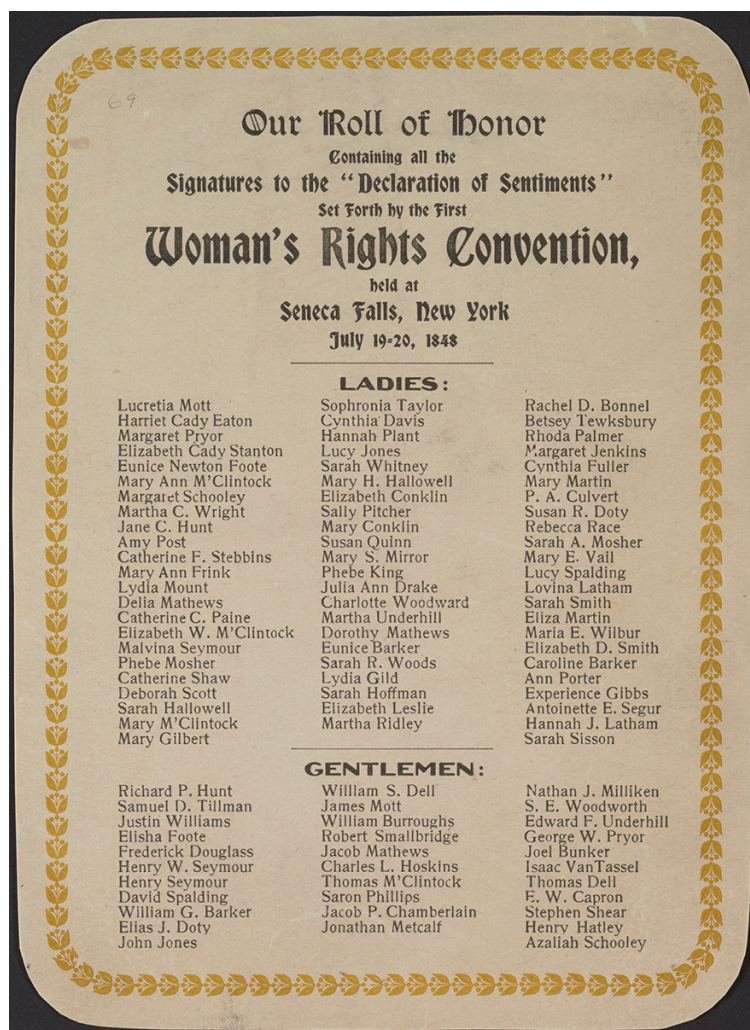 69
Our Roll of Honor
Containing all the
Signatures to the "Declaration of Sentiments"
Set Forth by the First
Woman's Rights Convention,
held at
Seneca Falls, New York
July 19-20, 1848
LADIES:
Lucretia Mott
Harriet Cady Eaton
Margaret Pryor
Elizabeth Cady Stanton
Eunice Newton Foote
Mary Ann M'Clintock
Margaret Schooley
Martha C. Wright
Jane C. Hunt
Amy Post
Catherine F. Stebbins
Mary Ann Frink
Lydia Mount
Delia Mathews
Catherine C. Paine
Elizabeth W. M'Clintock
Malvina Seymour
Phebe Mosher
Catherine Shaw
Deborah Scott
Sarah Hallowell
Mary M'Clintock
Mary Gilbert
Sophronia Taylor
Cynthia Davis
Hannah Plant
Lucy Jones
Sarah Whitney
Mary H. Hallowell
Elizabeth Conklin
Sally Pitcher
Mary Conklin
Susan Quinn
Mary S. Mirror
Phebe King
Julia Ann Drake
Charlotte Woodward
Martha Underhill
Dorothy Mathews
Eunice Barker
Sarah R. Woods
Lydia Gild
Sarah Hoffman
Elizabeth Leslie
Martha Ridley
Rachel D. Bonnel
Betsey Tewksbury
Rhoda Palmer
Margaret Jenkins
Cynthia Fuller
Mary Martin
P. A. Culvert
Susan R. Doty
Rebecca Race
Sarah A. Mosher
Mary E. Vail
Lucy Spalding
Lovina Latham
Sarah Smith
Eliza Martin
Maria E. Wilbur
Elizabeth D. Smith
Caroline Barker
Ann Porter
Experience Gibbs
Antoinette E. Segur
Hannah J. Latham
Sarah Sisson
GENTLEMEN:
Richard P. Hunt
Samuel D. Tillman
Justin Williams
Elisha Foote
Frederick Douglass
Henry W. Seymour
Henry Seymour
David Spalding
William G. Barker
Elias J. Doty
John Jones
William S. Dell
James Mott
William Burroughs
Robert Smallbridge
Jacob Mathews
Charles L. Hoskins
Thomas M'Clintock
Saron Phillips
Jacob P. Chamberlain
Jonathan Metcalf
Nathan J. Milliken
S. E. Woodworth
Edward F. Underhill
George W. Pryor
Joel Bunker
Isaac VanTassel
Thomas Dell
E. W. Capron
Stephen Shear
Henry Hatley
Azaliah Schooley